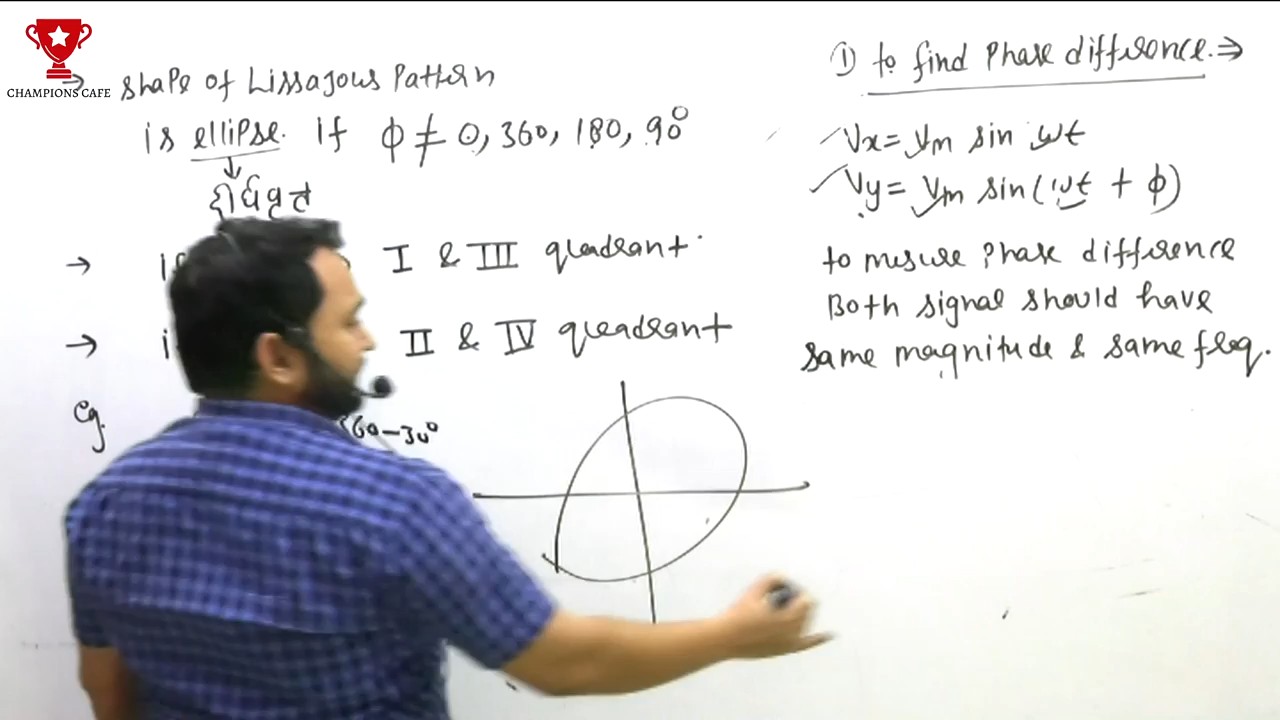 CHAMPIONS CAFE
→ shape of Lissajous Pattern
is ellipse. if ϕ ≠ 0, 360, 180, 90°
→ I & III quadrant.
→ II & IV quadrant
eg.
360-30°
① to find Phase difference. →
Vx = Vm sin ωt
Vy = Vm sin(ωt + ϕ)
to mesure phase difference
Both signal should have
same magnitude & same freq.